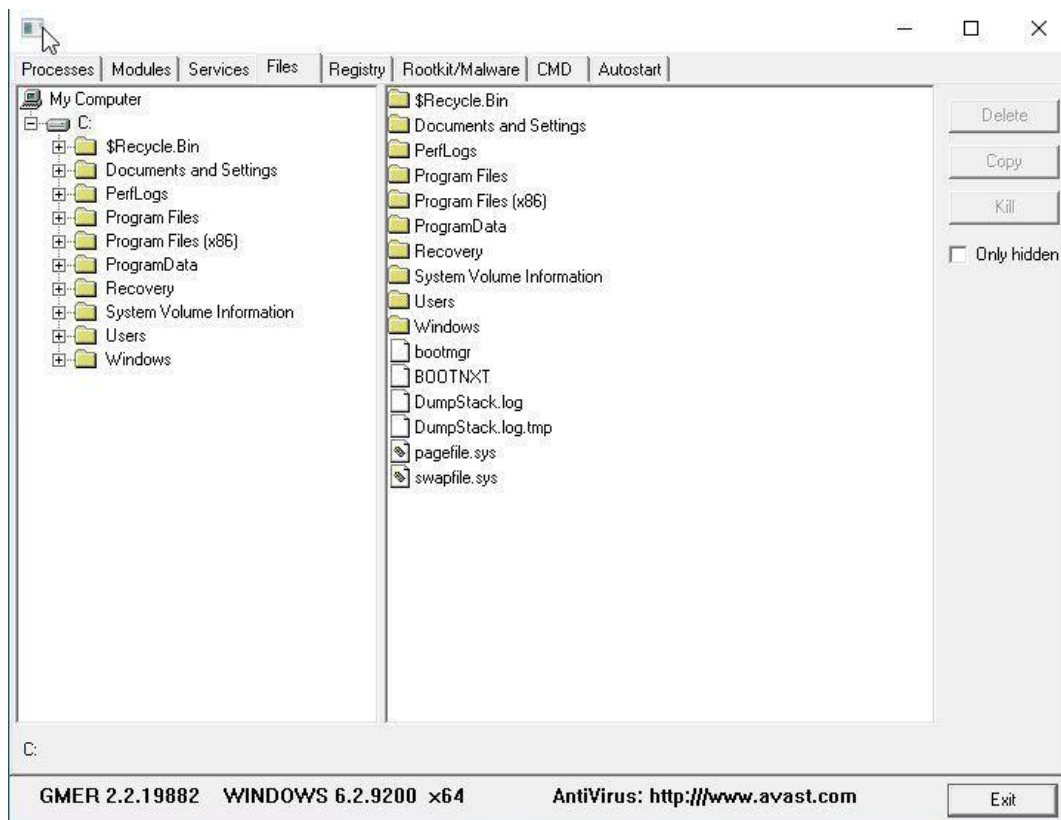 Processes Modules Services Files Registry Rootkit/Malware CMD Autostart
My Computer
C:
$Recycle.Bin
Documents and Settings
PerfLogs
Program Files
Program Files (x86)
ProgramData
Recovery
System Volume Information
Users
Windows
$Recycle.Bin
Documents and Settings
PerfLogs
Program Files
Program Files (x86)
ProgramData
Recovery
System Volume Information
Users
Windows
bootmgr
BOOTNXT
DumpStack.log
DumpStack.log.tmp
pagefile.sys
swapfile.sys
Delete
Copy
Kill
Only hidden
C:
GMER 2.2.19882 WINDOWS 6.2.9200 x64 AntiVirus: http:///www.avast.com
Exit